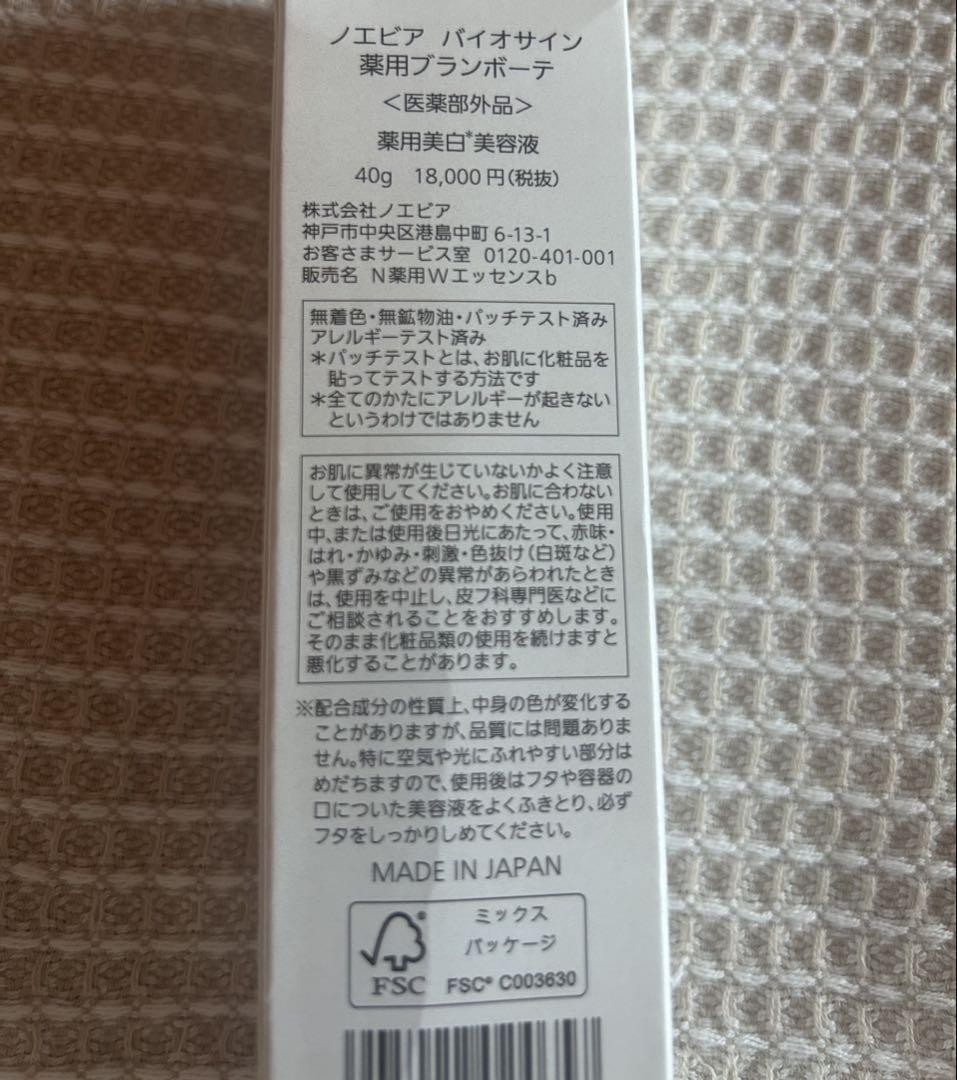 ノエビア バイオサイン
薬用ブランボーテ
＜医薬部外品＞
薬用美白*美容液
40g 18,000円(税抜)
株式会社ノエビア
神戸市中央区港島中町6-13-1
お客さまサービス室 0120-401-001
販売名 N薬用Wエッセンスb
無着色・無鉱物油・パッチテスト済み
アレルギーテスト済み
＊パッチテストとは、お肌に化粧品を
貼ってテストする方法です
＊全てのかたにアレルギーが起きない
というわけではありません
お肌に異常が生じていないかよく注意
して使用してください。お肌に合わない
ときは、ご使用をおやめください。使用
中、または使用後日光にあたって、赤味・
はれ・かゆみ・刺激・色抜け(白斑など)
や黒ずみなどの異常があらわれたとき
は、使用を中止し、皮フ科専門医などに
ご相談されることをおすすめします。
そのまま化粧品類の使用を続けますと
悪化することがあります。
※配合成分の性質上、中身の色が変化する
ことがありますが、品質には問題ありま
せん。特に空気や光にふれやすい部分は
めだちますので、使用後はフタや容器の
口についた美容液をよくふきとり、必ず
フタをしっかりしめてください。
MADE IN JAPAN
ミックス
パッケージ
FSC® C003630
FSC